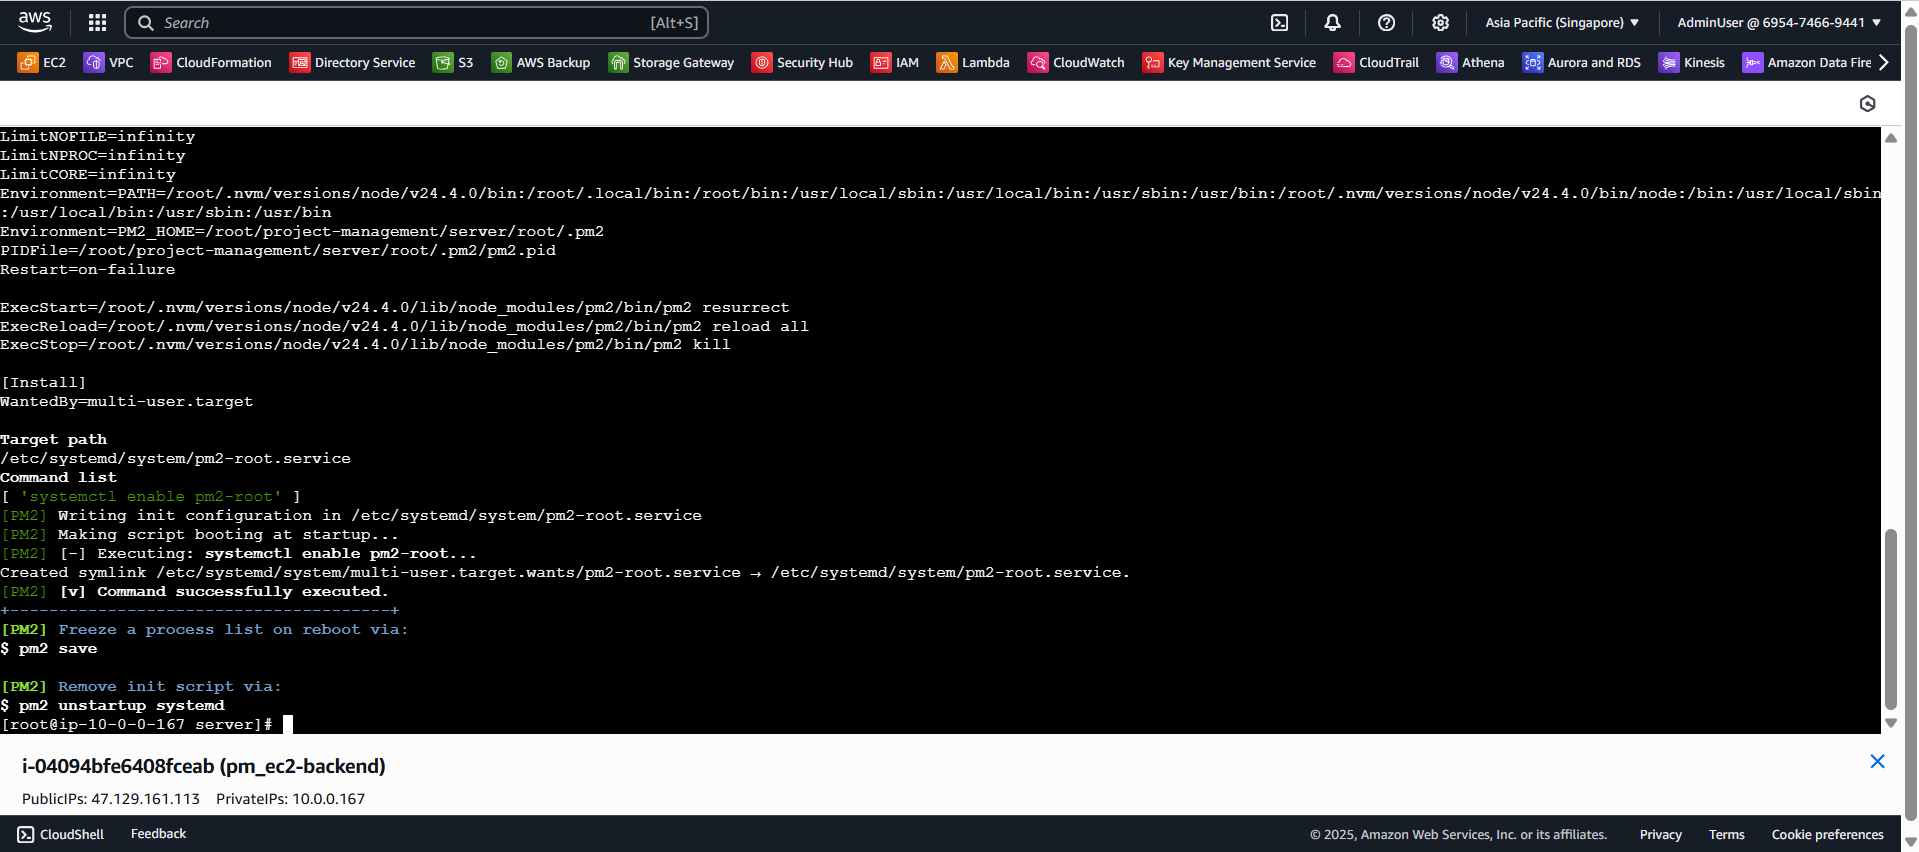 aws
Search [Alt+S]
Asia Pacific (Singapore) ▼
AdminUser @ 6954-7466-9441 ▼
EC2 VPC CloudFormation Directory Service S3 AWS Backup Storage Gateway Security Hub IAM Lambda CloudWatch Key Management Service CloudTrail Athena Aurora and RDS Kinesis Amazon Data Fire
LimitNOFILE=infinity
LimitNPROC=infinity
LimitCORE=infinity
Environment=PATH=/root/.nvm/versions/node/v24.4.0/bin:/root/.local/bin:/root/bin:/usr/local/sbin:/usr/local/bin:/usr/sbin:/usr/bin:/root/.nvm/versions/node/v24.4.0/bin/node:/bin:/usr/local/sbin
:/usr/local/bin:/usr/sbin:/usr/bin
Environment=PM2_HOME=/root/project-management/server/root/.pm2
PIDFile=/root/project-management/server/root/.pm2/pm2.pid
Restart=on-failure
ExecStart=/root/.nvm/versions/node/v24.4.0/lib/node_modules/pm2/bin/pm2 resurrect
ExecReload=/root/.nvm/versions/node/v24.4.0/lib/node_modules/pm2/bin/pm2 reload all
ExecStop=/root/.nvm/versions/node/v24.4.0/lib/node_modules/pm2/bin/pm2 kill
[Install]
WantedBy=multi-user.target
Target path
/etc/systemd/system/pm2-root.service
Command list
[ 'systemctl enable pm2-root' ]
[PM2] Writing init configuration in /etc/systemd/system/pm2-root.service
[PM2] Making script booting at startup...
[PM2] [-] Executing: systemctl enable pm2-root...
Created symlink /etc/systemd/system/multi-user.target.wants/pm2-root.service → /etc/systemd/system/pm2-root.service.
[PM2] [v] Command successfully executed.
+---------------------------------------+
[PM2] Freeze a process list on reboot via:
$ pm2 save
[PM2] Remove init script via:
$ pm2 unstartup systemd
[root@ip-10-0-0-167 server]#
i-04094bfe6408fceab (pm_ec2-backend)
PublicIPs: 47.129.161.113 PrivateIPs: 10.0.0.167
CloudShell Feedback © 2025, Amazon Web Services, Inc. or its affiliates. Privacy Terms Cookie preferences